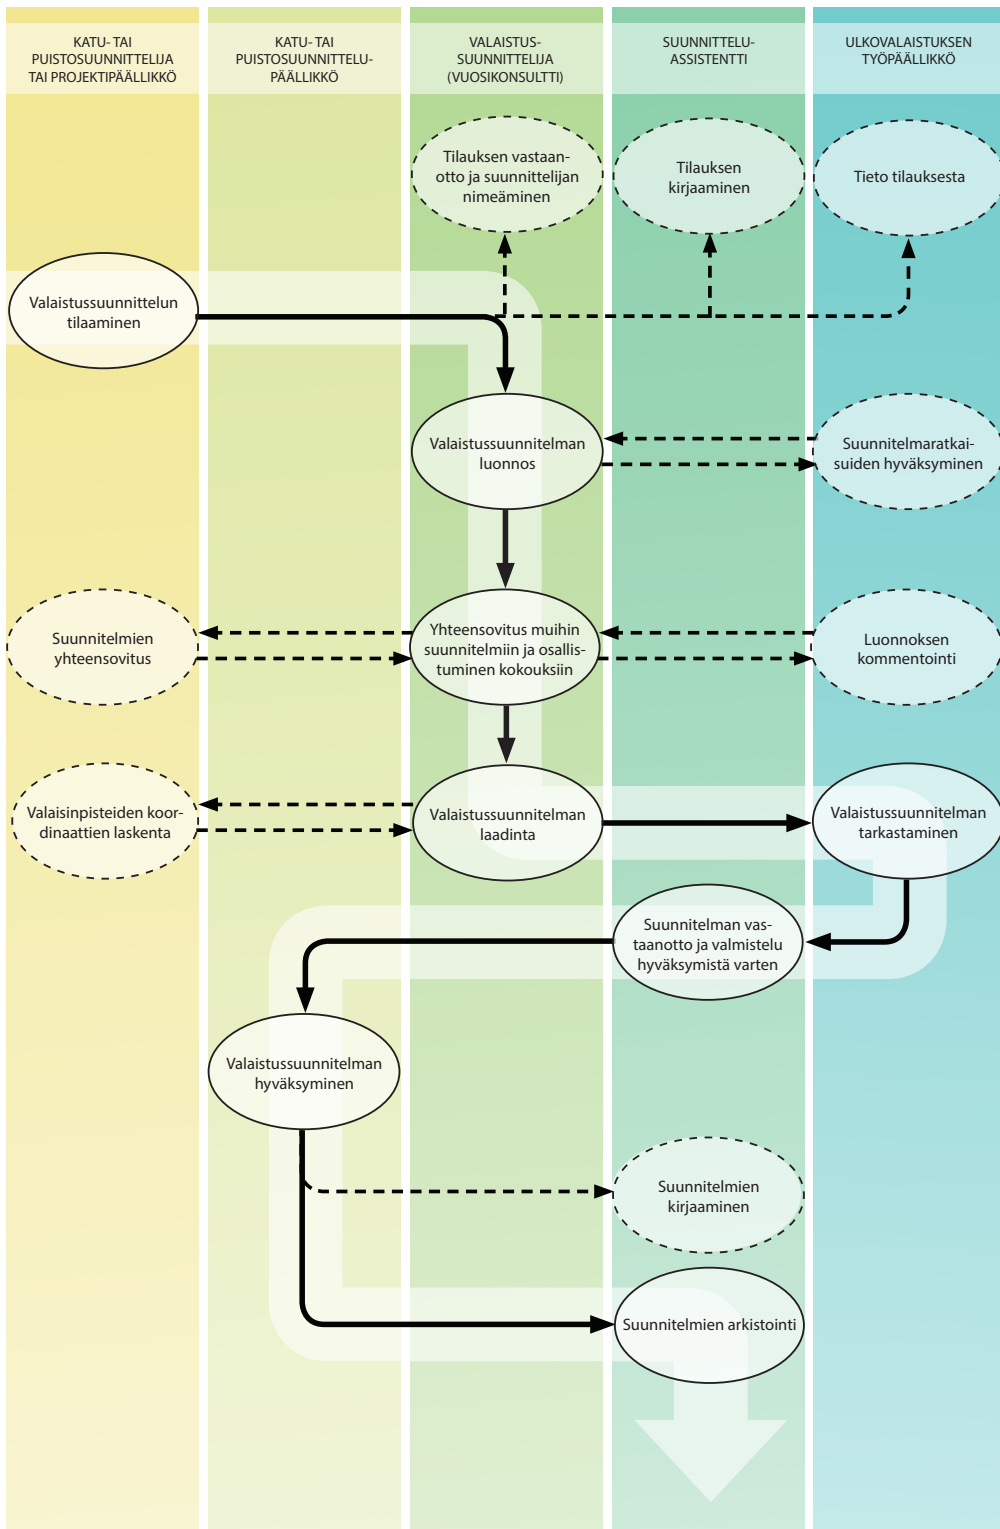 KATU- TAI
PUISTOSUUNNITTELIJA
TAI PROJEKTIPÄÄLLIKKÖ
KATU- TAI
PUISTOSUUNNITTELU-
PÄÄLLIKKÖ
VALAISTUS-
SUUNNITTELIJA
(VUOSIKONSULTTI)
SUUNNITTELU-
ASSISTENTTI
ULKOVALAISTUKSEN
TYÖPÄÄLLIKKÖ
Tilauksen vastaan-
otto ja suunnittelijan
nimeäminen
Tilauksen
kirjaaminen
Tieto tilauksesta
Valaistussuunnittelun
tilaaminen
Valaistussuunnitelman
luonnos
Suunnitelmaratkai-
suiden hyväksyminen
Suunnitelmien
yhteensovitus
Yhteensovitus muihin
suunnitelmiin ja osallis-
tuminen kokouksiin
Luonnoksen
kommentointi
Valaisinpisteiden koor-
dinaattien laskenta
Valaistussuunnitelman
laadinta
Valaistussuunnitelman
tarkastaminen
Suunnitelman vas-
taanotto ja valmistelu
hyväksymistä varten
Valaistussuunnitelman
hyväksyminen
Suunnitelmien
kirjaaminen
Suunnitelmien arkistointi